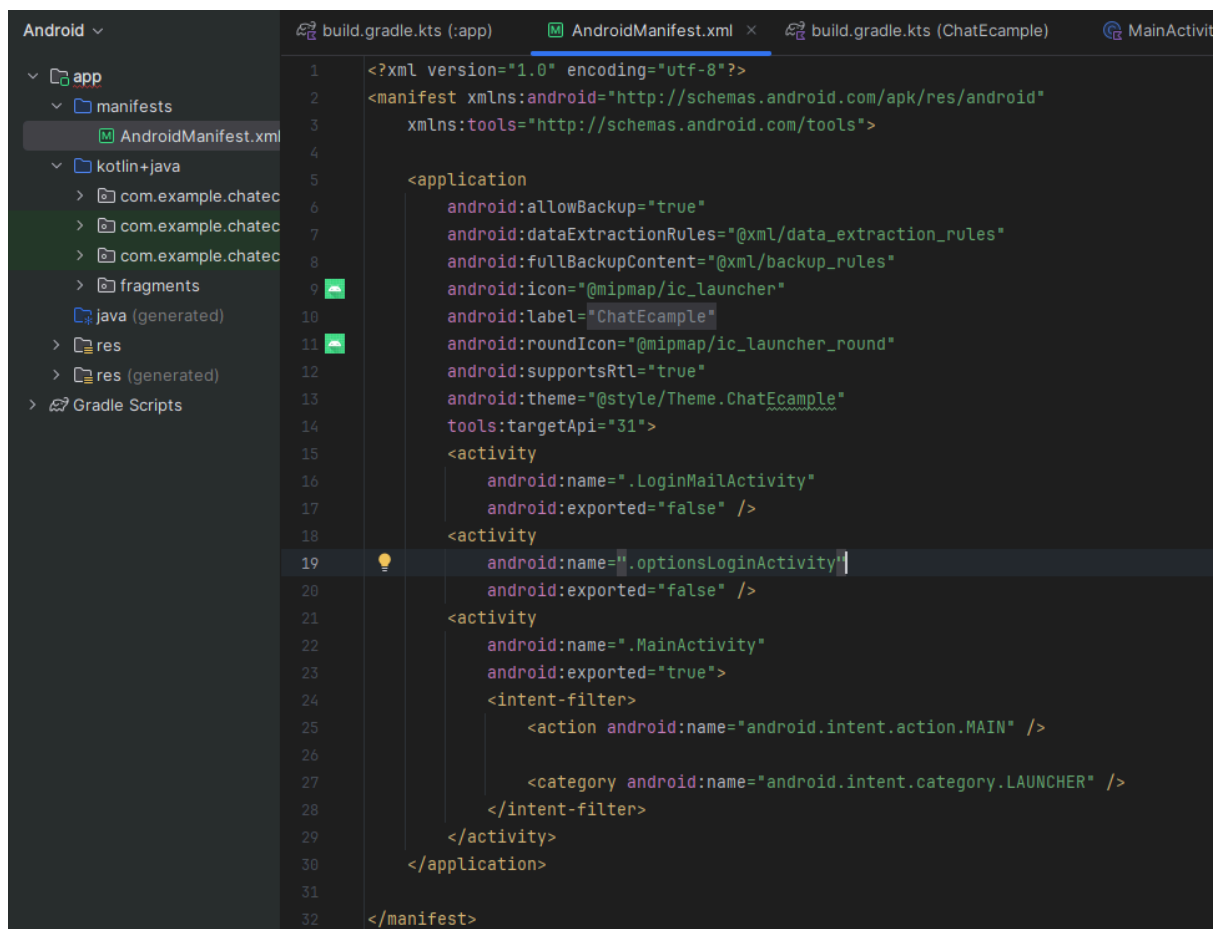 Android
build.gradle.kts (:app)
AndroidManifest.xml
build.gradle.kts (ChatEcample)
MainActivit
app
manifests
AndroidManifest.xml
kotlin+java
com.example.chatec
com.example.chatec
com.example.chatec
fragments
java (generated)
res
res (generated)
Gradle Scripts
1 <?xml version="1.0" encoding="utf-8"?>
2 <manifest xmlns:android="http://schemas.android.com/apk/res/android"
3 xmlns:tools="http://schemas.android.com/tools">
4
5 <application
6 android:allowBackup="true"
7 android:dataExtractionRules="@xml/data_extraction_rules"
8 android:fullBackupContent="@xml/backup_rules"
9 android:icon="@mipmap/ic_launcher"
10 android:label="ChatEcample"
11 android:roundIcon="@mipmap/ic_launcher_round"
12 android:supportsRtl="true"
13 android:theme="@style/Theme.ChatEcample"
14 tools:targetApi="31">
15 <activity
16 android:name=".LoginMailActivity"
17 android:exported="false" />
18 <activity
19 android:name=".optionsLoginActivity"
20 android:exported="false" />
21 <activity
22 android:name=".MainActivity"
23 android:exported="true">
24 <intent-filter>
25 <action android:name="android.intent.action.MAIN" />
26
27 <category android:name="android.intent.category.LAUNCHER" />
28 </intent-filter>
29 </activity>
30 </application>
31
32 </manifest>